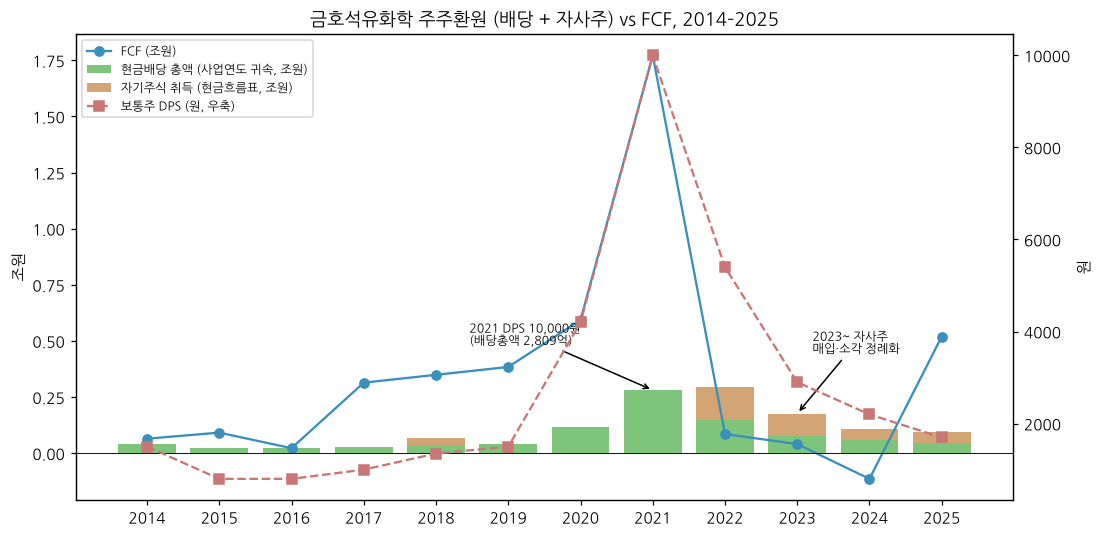 금호석유화학 주주환원 (배당 + 자사주) vs FCF, 2014-2025
FCF (조원)
현금배당 총액 (사업연도 귀속, 조원)
자기주식 취득 (현금흐름표, 조원)
보통주 DPS (원, 우축)
조원
1.75
1.50
1.25
1.00
0.75
0.50
0.25
0.00
10000
8000
6000
4000
2000
원
2021 DPS 10,000원
(배당총액 2,809억)
2023~ 자사주
매입·소각 정례화
2014 2015 2016 2017 2018 2019 2020 2021 2022 2023 2024 2025